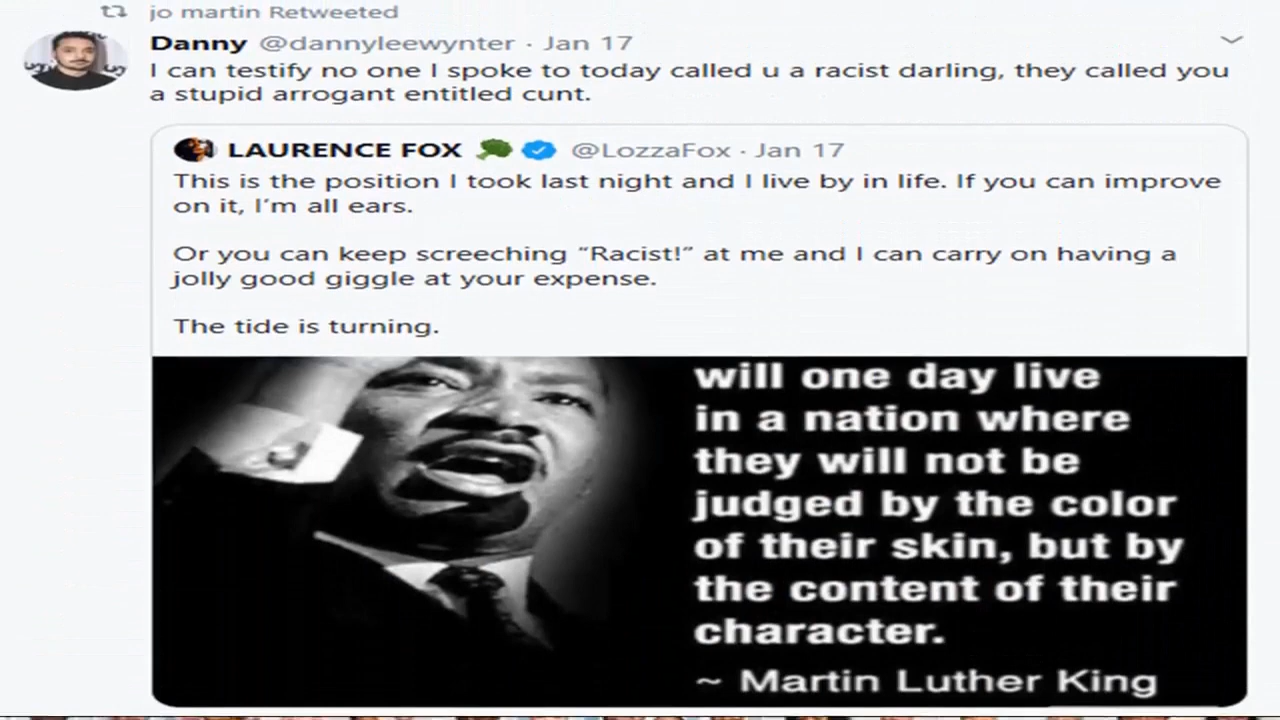 jo martin Retweeted
Danny @dannyleewynter · Jan 17
I can testify no one I spoke to today called u a racist darling, they called you
a stupid arrogant entitled cunt.
LAURENCE FOX 🥦 @LozzaFox · Jan 17
This is the position I took last night and I live by in life. If you can improve
on it, I'm all ears.
Or you can keep screeching “Racist!” at me and I can carry on having a
jolly good giggle at your expense.
The tide is turning.
will one day live
in a nation where
they will not be
judged by the color
of their skin, but by
the content of their
character.
~ Martin Luther King